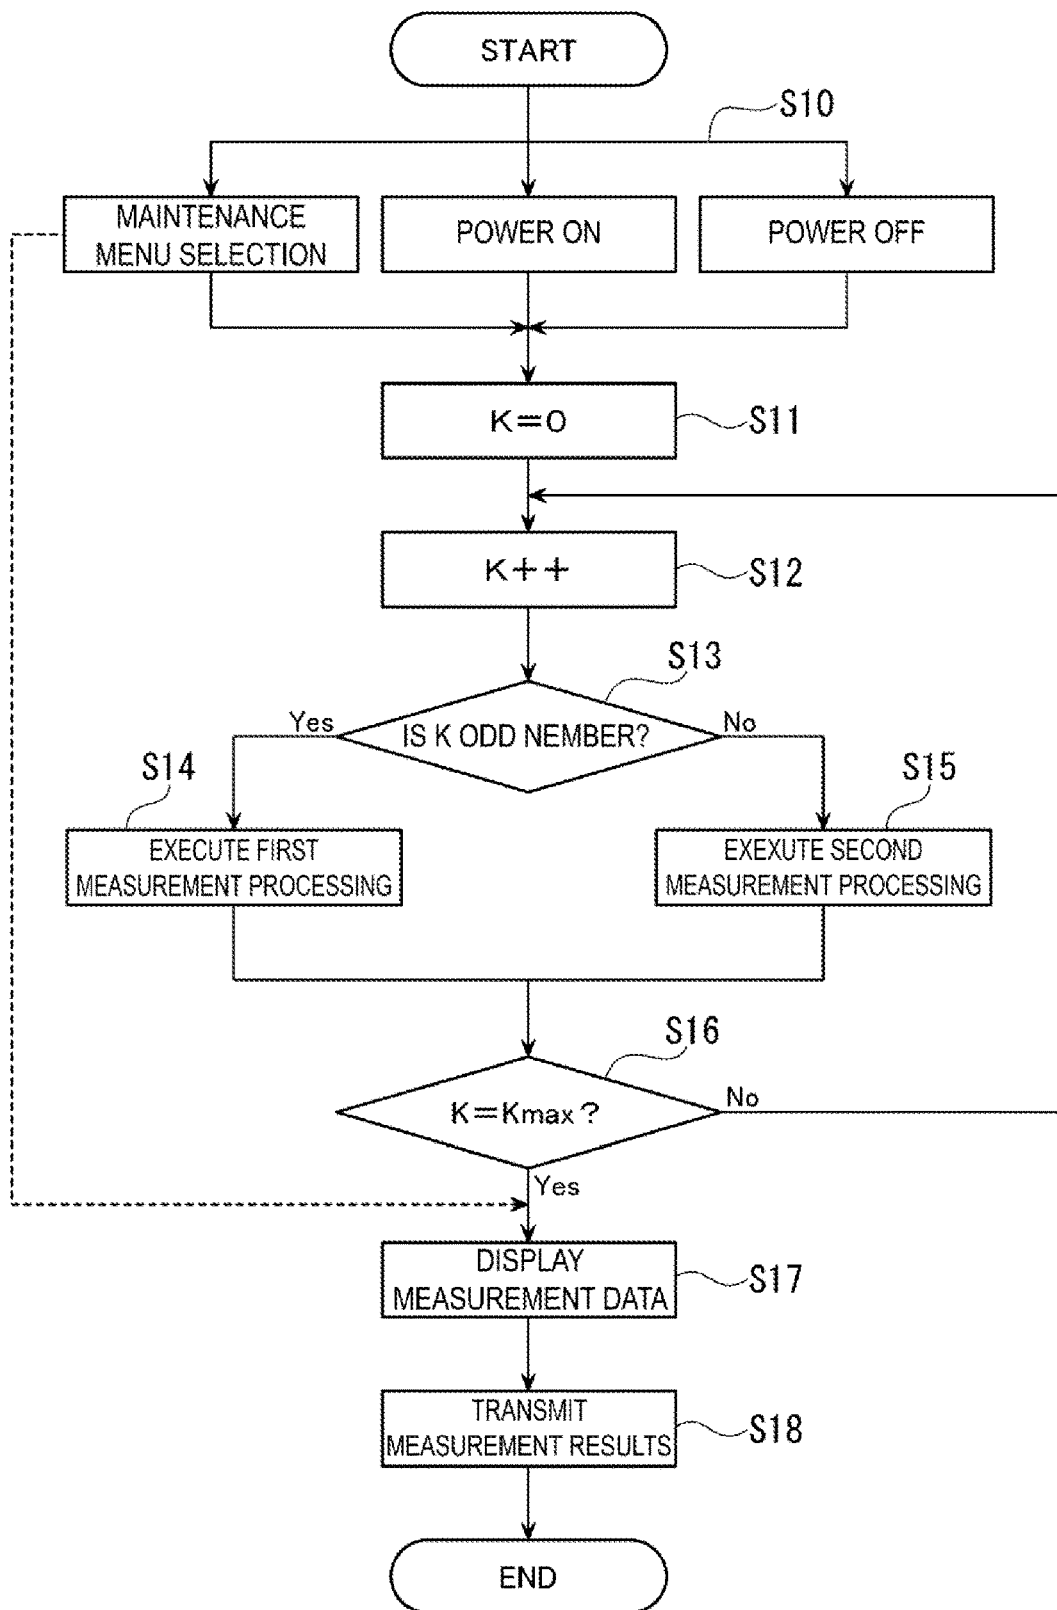 START
S10
MAINTENANCE
MENU SELECTION
POWER ON
POWER OFF
K=0
S11
K++
S12
S13
IS K ODD NEMBER?
Yes
No
S14
S15
EXECUTE FIRST
MEASUREMENT PROCESSING
EXEXUTE SECOND
MEASUREMENT PROCESSING
S16
K=Kmax?
No
Yes
DISPLAY
MEASUREMENT DATA
S17
TRANSMIT
MEASUREMENT RESULTS
S18
END